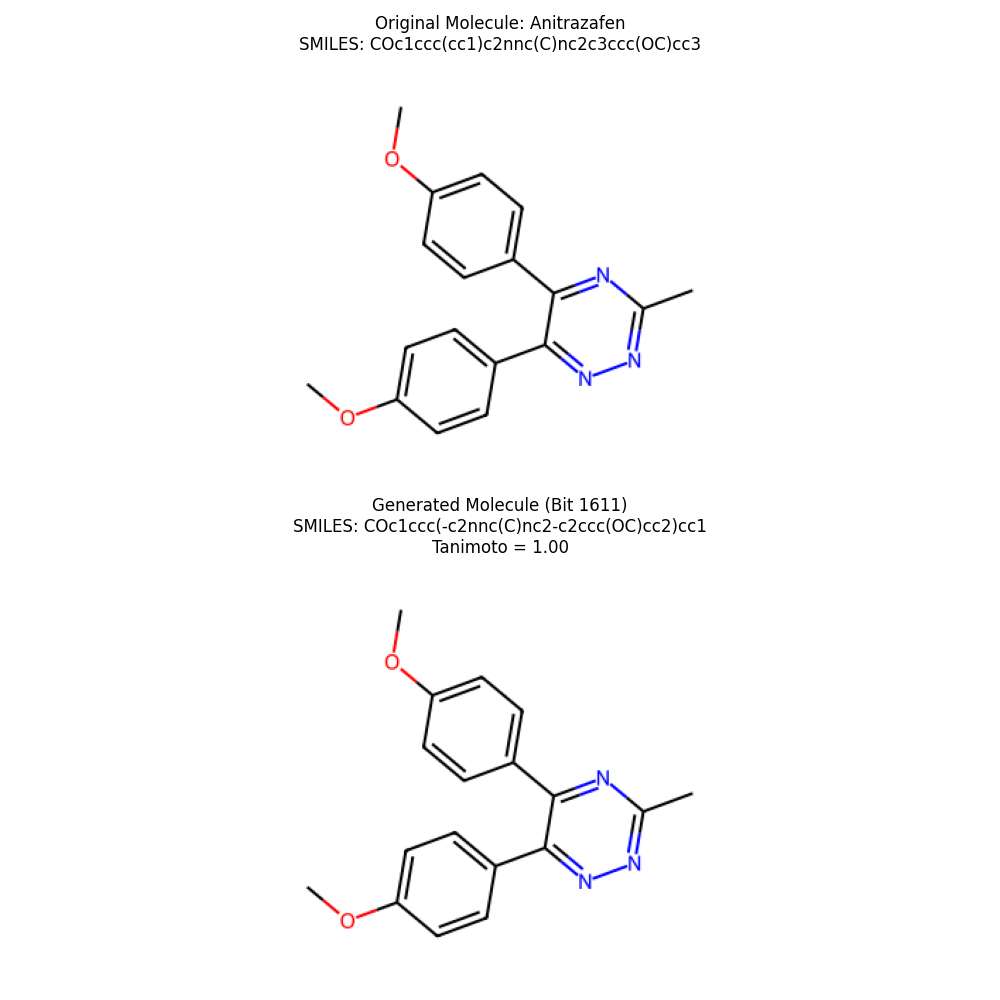 Original Molecule: Anitrazafen
SMILES: COc1ccc(cc1)c2nnc(C)nc2c3ccc(OC)cc3
O
N
N
N
O
Generated Molecule (Bit 1611)
SMILES: COc1ccc(-c2nnc(C)nc2-c2ccc(OC)cc2)cc1
Tanimoto = 1.00
O
N
N
N
O